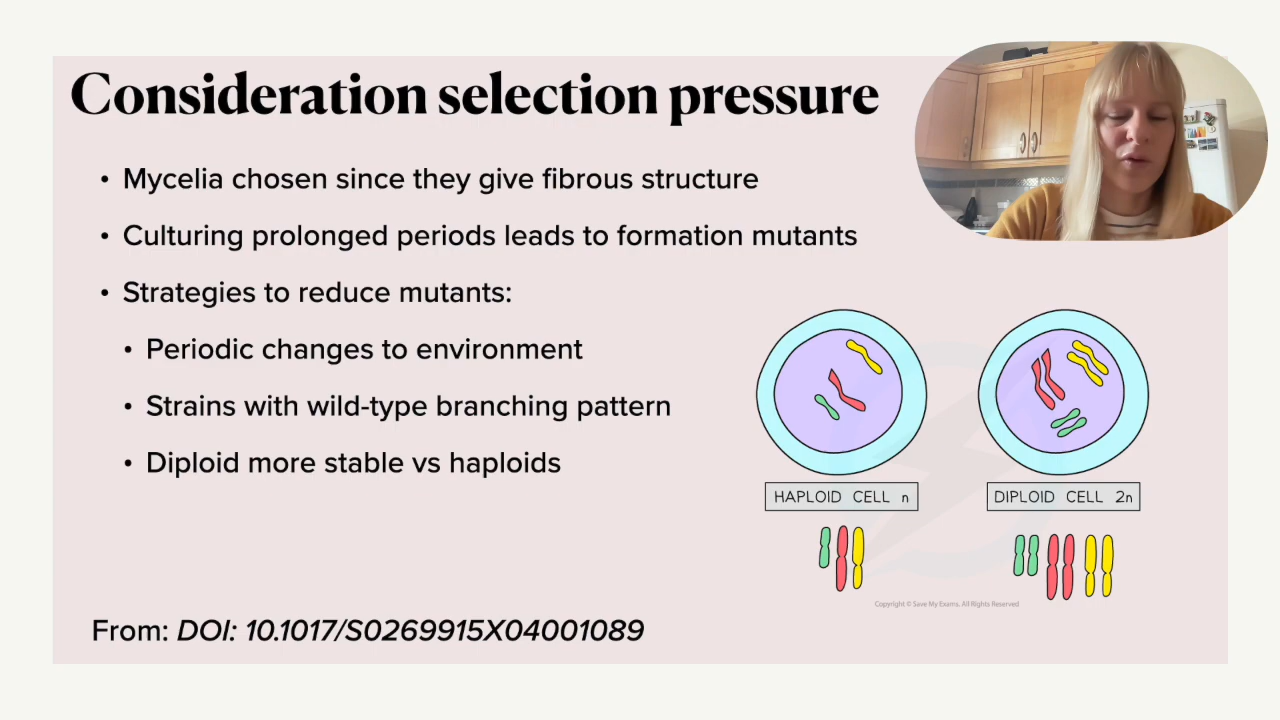 Consideration selection pressure
• Mycelia chosen since they give fibrous structure
• Culturing prolonged periods leads to formation mutants
• Strategies to reduce mutants:
• Periodic changes to environment
• Strains with wild-type branching pattern
• Diploid more stable vs haploids
HAPLOID CELL n
DIPLOID CELL 2n
Copyright © Save My Exams. All Rights Reserved
From: DOI: 10.1017/S0269915X04001089